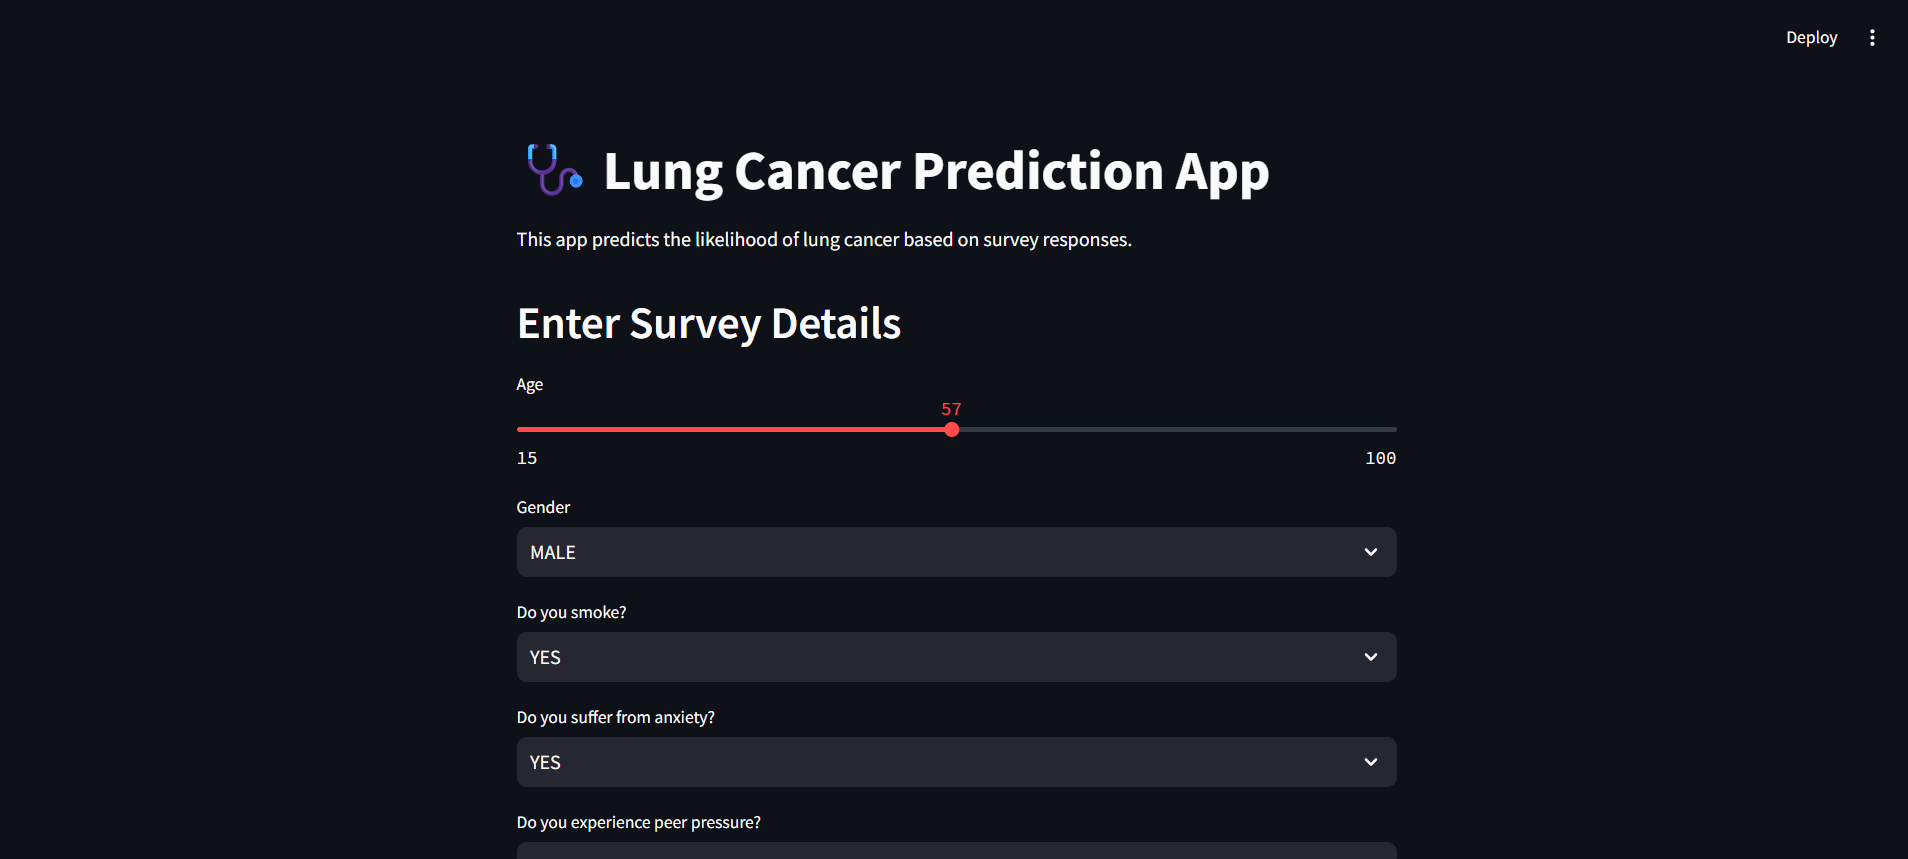 Deploy
Lung Cancer Prediction App
This app predicts the likelihood of lung cancer based on survey responses.
Enter Survey Details
Age
57
15
100
Gender
MALE
Do you smoke?
YES
Do you suffer from anxiety?
YES
Do you experience peer pressure?